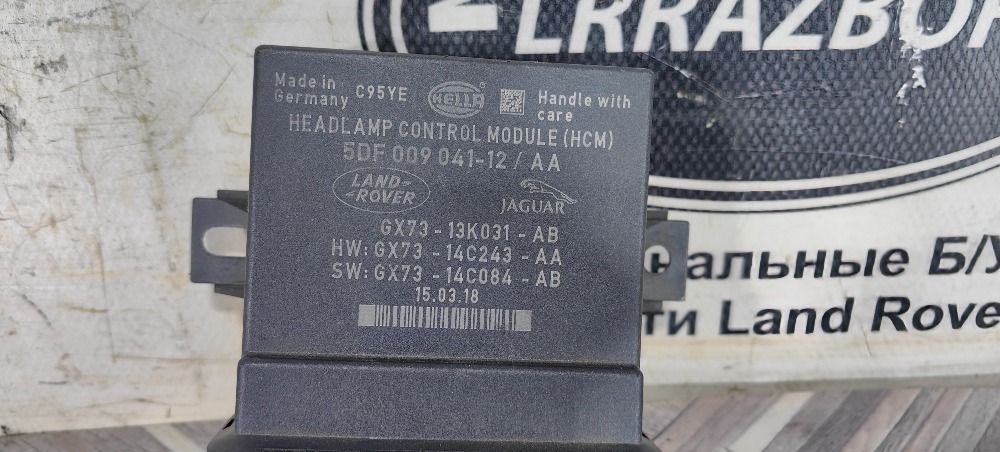 LRRAZBOR
Made in
Germany
C95YE
HELLA
Handle with
care
HEADLAMP CONTROL MODULE (HCM)
5DF 009 041-12 / AA
LAND-
ROVER
JAGUAR
GX73 - 13K031 - AB
HW: GX73 - 14C243 - AA
SW: GX73 - 14C084 - AB
15.03.18
нальные Б/У
ти Land Rove